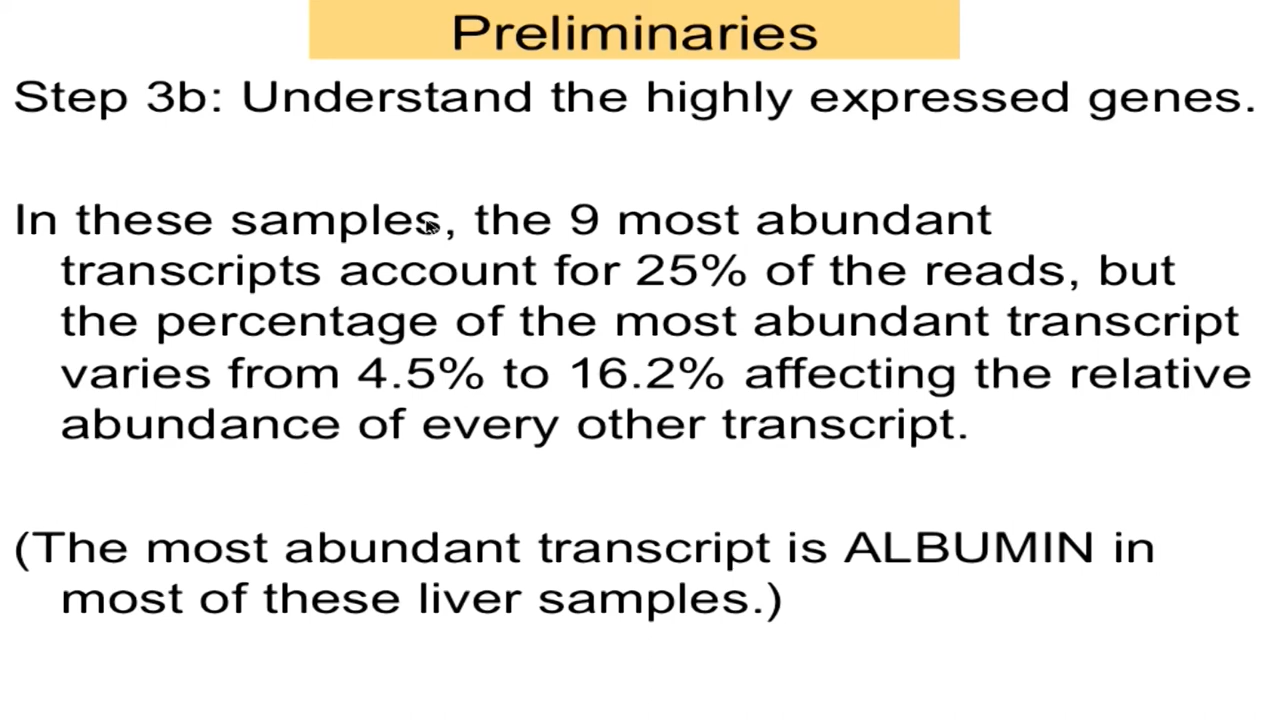 Preliminaries
Step 3b: Understand the highly expressed genes.
In these samples, the 9 most abundant
transcripts account for 25% of the reads, but
the percentage of the most abundant transcript
varies from 4.5% to 16.2% affecting the relative
abundance of every other transcript.
(The most abundant transcript is ALBUMIN in
most of these liver samples.)